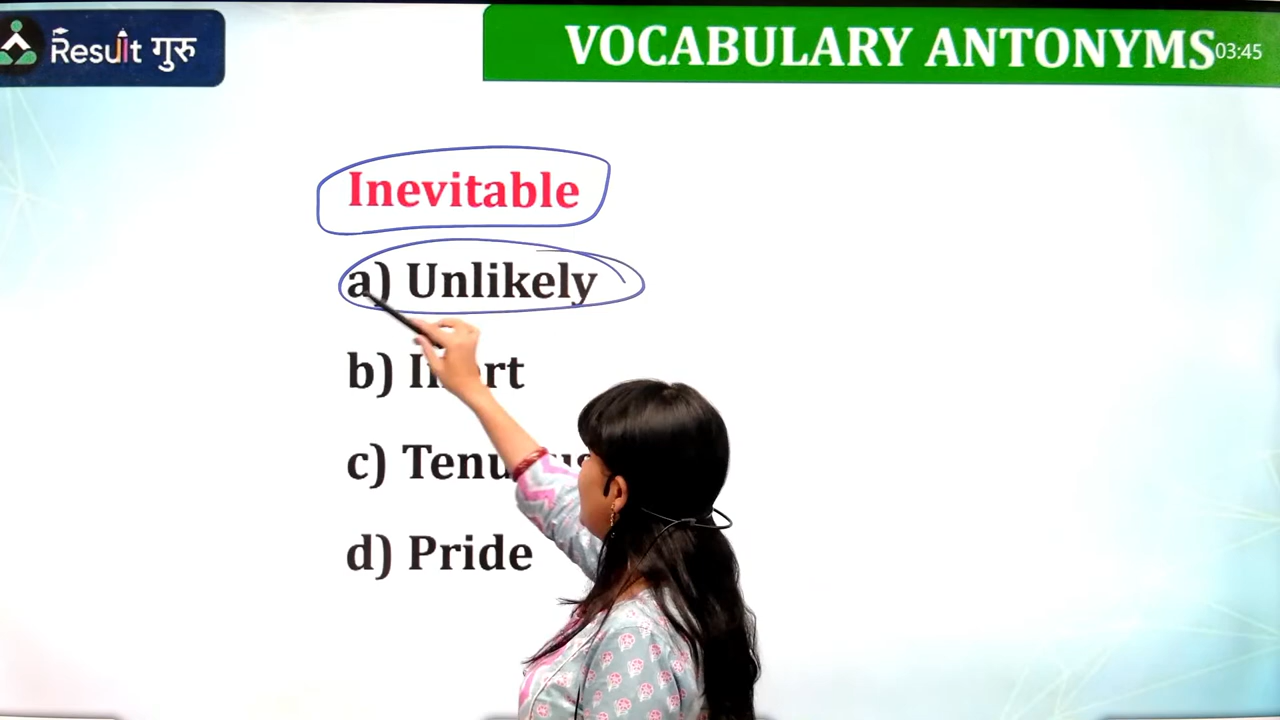 Result गुरु
VOCABULARY ANTONYMS
03:45
Inevitable
a) Unlikely
b)
c)
d) Pride